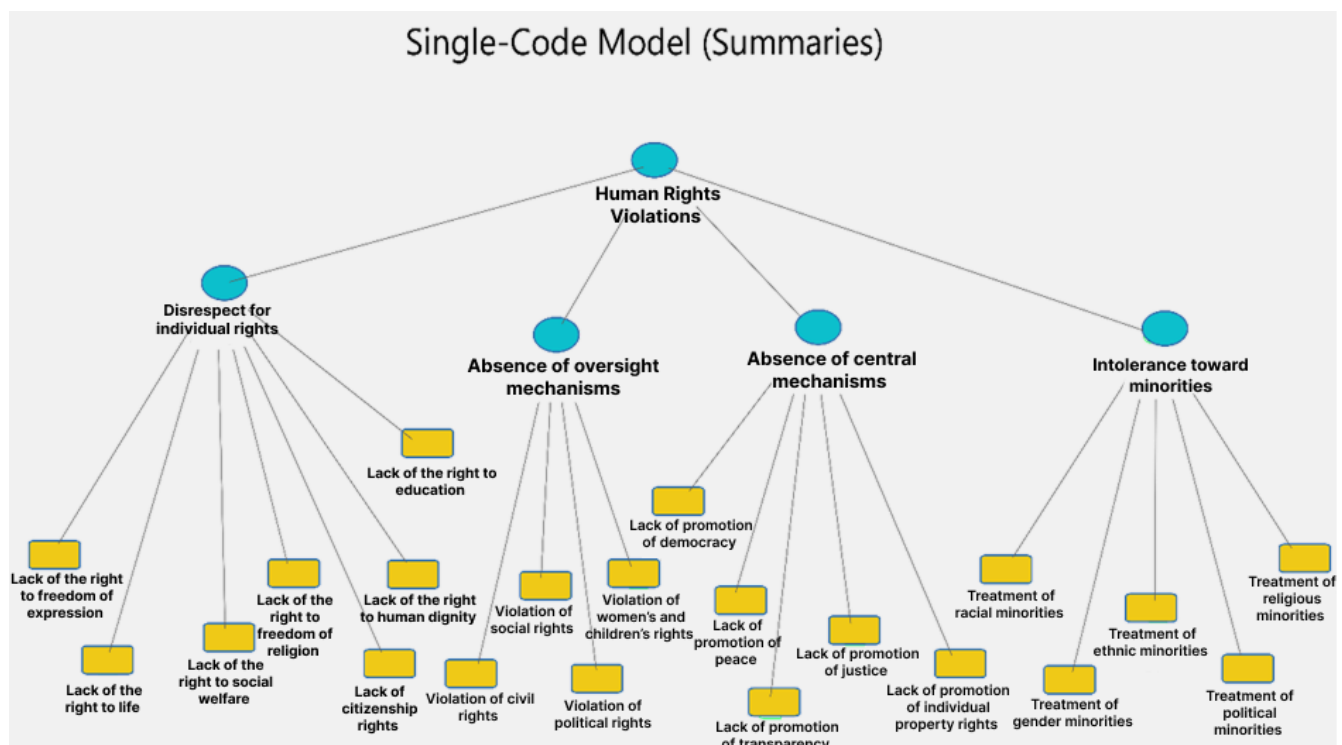 Single-Code Model (Summaries)
Human Rights
Violations
Disrespect for
individual rights
Absence of oversight
mechanisms
Absence of central
mechanisms
Intolerance toward
minorities
Lack of the right to
education
Lack of the right
to freedom of
expression
Lack of the
right to life
Lack of the
right to social
welfare
Lack of the
right to
freedom of
religion
Lack of
citizenship
rights
Lack of the right
to human dignity
Violation of civil
rights
Violation of
social rights
Violation of
political rights
Violation of
women's and
children's rights
Lack of promotion
of democracy
Lack of
promotion of
peace
Lack of promotion
of transparency
Lack of promotion
of justice
Lack of promotion
of individual
property rights
Treatment of
racial minorities
Treatment of
gender minorities
Treatment of
ethnic minorities
Treatment of
political
minorities
Treatment of
religious
minorities